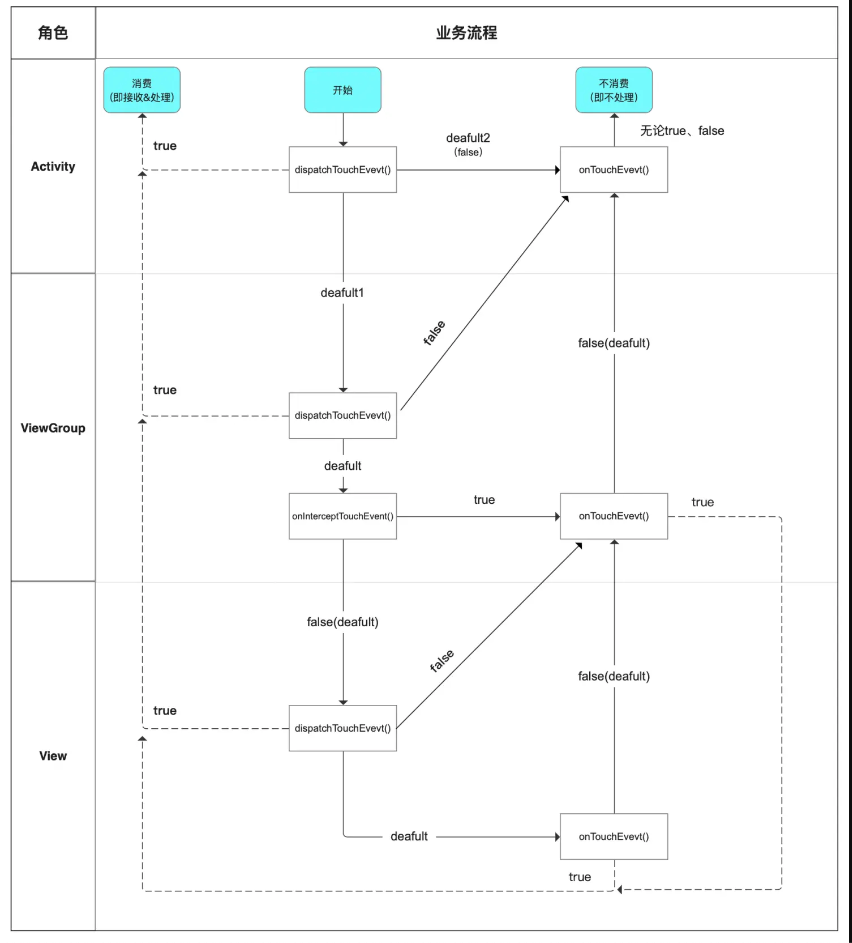 角色
业务流程
消费
(即接收&处理)
开始
不消费
(即不处理)
无论true、false
true
deafult2
(false)
Activity
dispatchTouchEvevt()
onTouchEvevt()
deafult1
false
false(deafult)
true
dispatchTouchEvevt()
ViewGroup
deafult
true
true
onInterceptTouchEvent()
onTouchEvevt()
false(deafult)
false
false(deafult)
true
dispatchTouchEvevt()
View
deafult
onTouchEvevt()
true